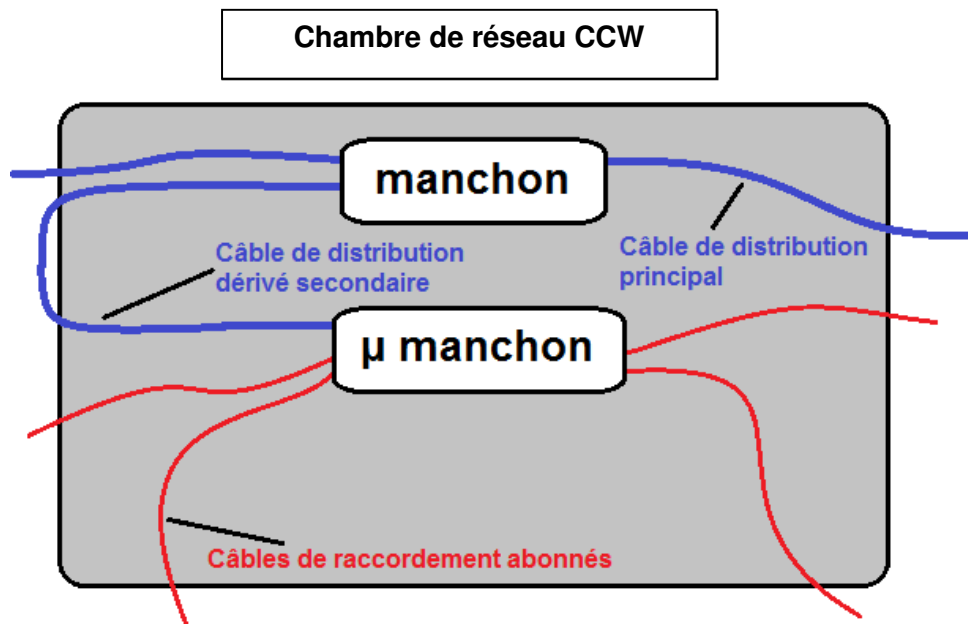 Chambre de réseau CCW
manchon
Câble de distribution
dérivé secondaire
Câble de distribution
principal
µ manchon
Câbles de raccordement abonnés